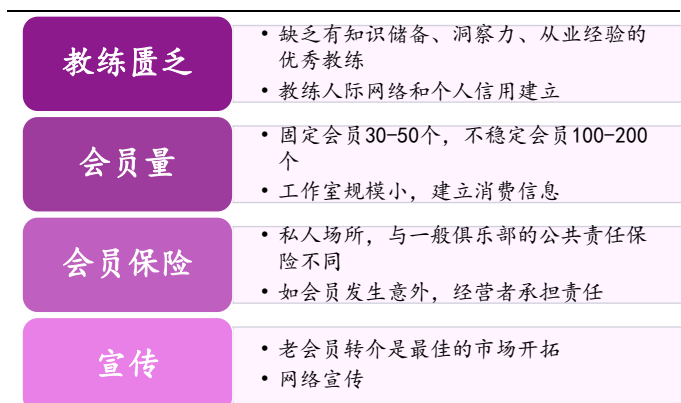 教练匮乏
• 缺乏有知识储备、洞察力、从业经验的
优秀教练
• 教练人际网络和个人信用建立
会员量
• 固定会员30-50个，不稳定会员100-200
个
• 工作室规模小，建立消费信息
会员保险
• 私人场所，与一般俱乐部的公共责任保
险不同
• 如会员发生意外，经营者承担责任
宣传
• 老会员转介是最佳的市场开拓
• 网络宣传